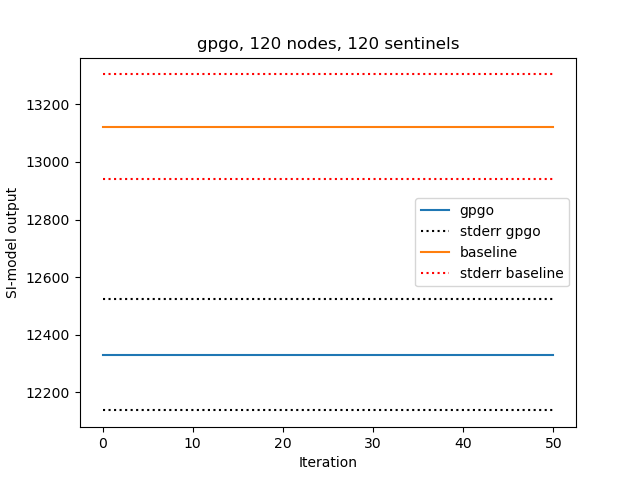 gpgo, 120 nodes, 120 sentinels
SI-model output
13200
13000
12800
12600
12400
12200
gpgo
stderr gpgo
baseline
stderr baseline
0 10 20 30 40 50
Iteration